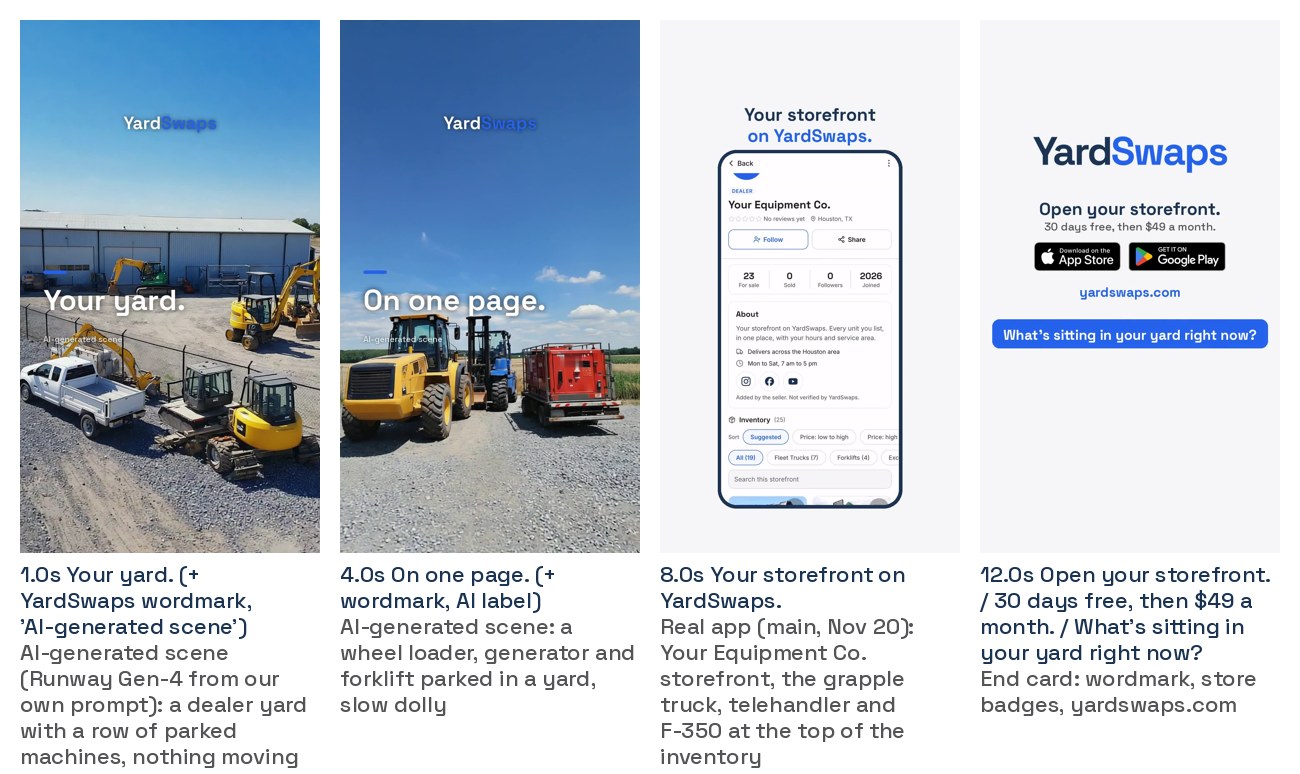 YardSwaps
Your yard.
AI-generated scene
1.0s Your yard. (+
YardSwaps wordmark,
'AI-generated scene')
AI-generated scene
(Runway Gen-4 from our
own prompt): a dealer yard
with a row of parked
machines, nothing moving
YardSwaps
On one page.
AI-generated scene
4.0s On one page. (+
wordmark, AI label)
AI-generated scene: a
wheel loader, generator and
forklift parked in a yard,
slow dolly
Your storefront
on YardSwaps.
Back
DEALER
Your Equipment Co.
No reviews yet Houston, TX
Follow Share
23 0 0 2026
For sale Sold Followers Joined
About
Your storefront on YardSwaps. Every unit you list,
in one place, with your hours and service area.
Delivers across the Houston area
Mon to Sat, 7 am to 5 pm
Added by the seller. Not verified by YardSwaps.
Inventory (25)
Sort Suggested Price: low to high Price: high
All (19) Fleet Trucks (7) Forklifts (4) Exc
Search this storefront
8.0s Your storefront on
YardSwaps.
Real app (main, Nov 20):
Your Equipment Co.
storefront, the grapple
truck, telehandler and
F-350 at the top of the
inventory
YardSwaps
Open your storefront.
30 days free, then $49 a month.
Download on the App Store
GET IT ON Google Play
yardswaps.com
What's sitting in your yard right now?
12.0s Open your storefront.
/ 30 days free, then $49 a
month. / What's sitting in
your yard right now?
End card: wordmark, store
badges, yardswaps.com